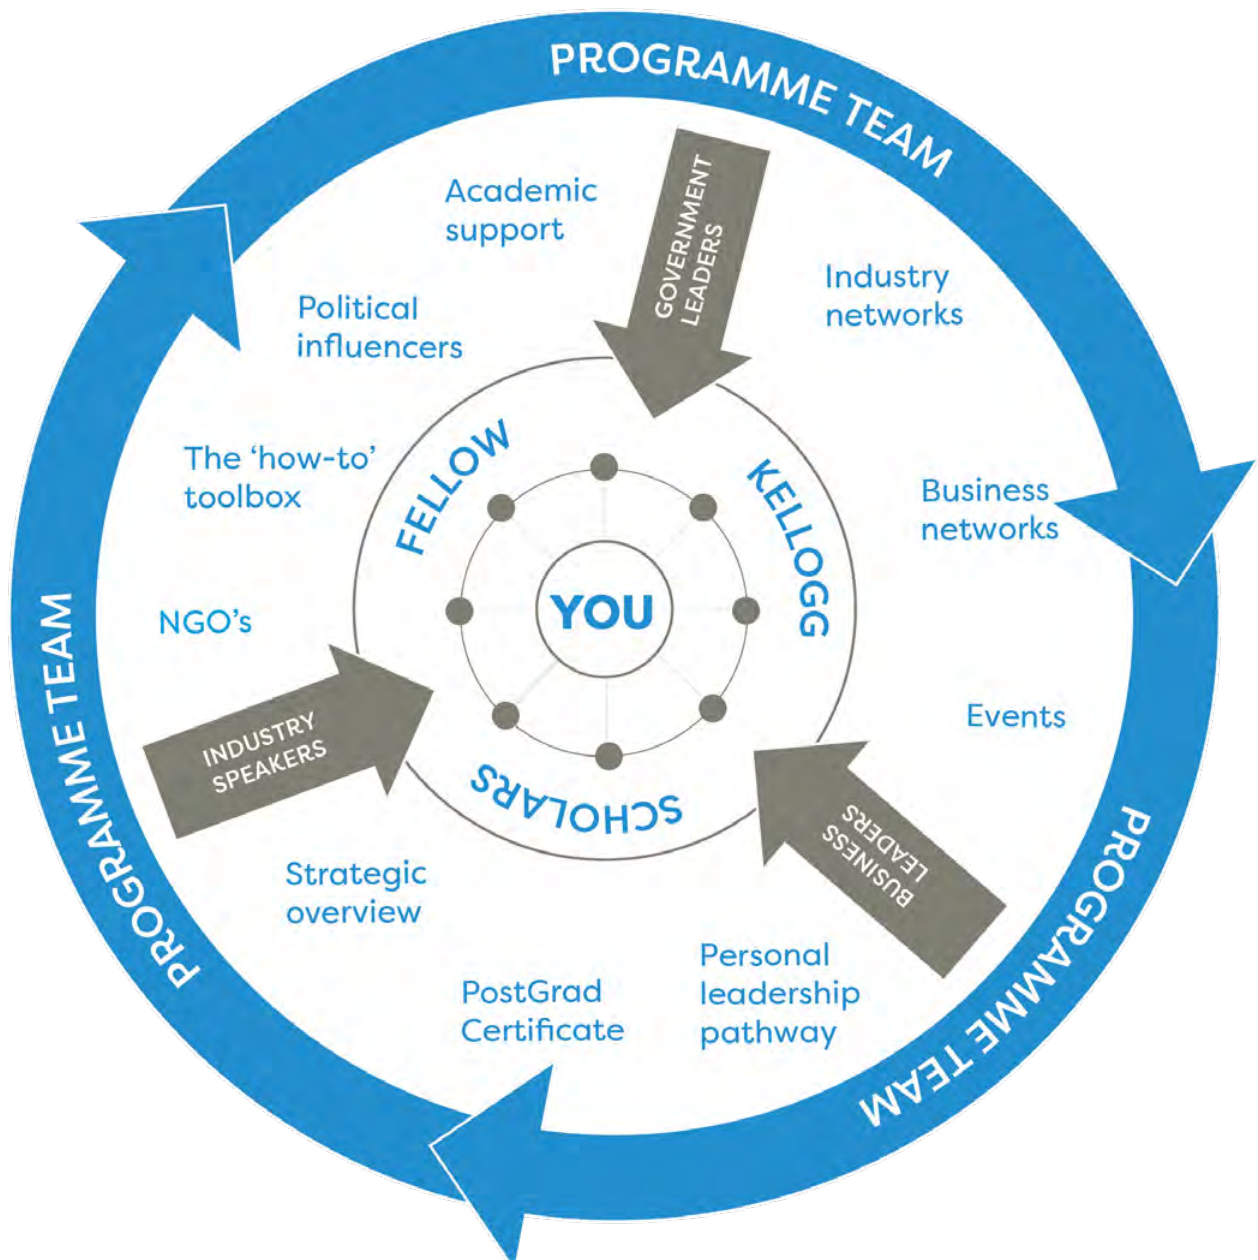 PROGRAMME TEAM
Academic
support
GOVERNMENT
LEADERS
Industry
networks
Political
influencers
The ‘how-to’
toolbox
FELLOW
KELLOGG
SCHOLARS
YOU
Business
networks
NGO’s
INDUSTRY
SPEAKERS
Events
BUSINESS
LEADERS
Strategic
overview
PostGrad
Certificate
Personal
leadership
pathway
PROGRAMME TEAM
PROGRAMME TEAM